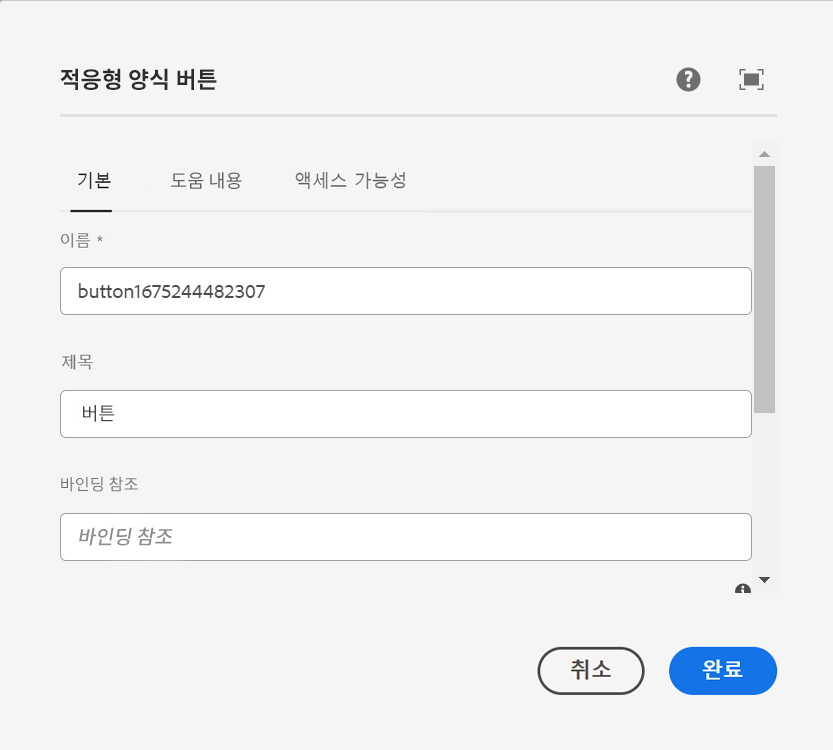 적응형 양식 버튼
기본 도움 내용 액세스 가능성
이름 *
button1675244482307
제목
버튼
바인딩 참조
바인딩 참조
취소 완료